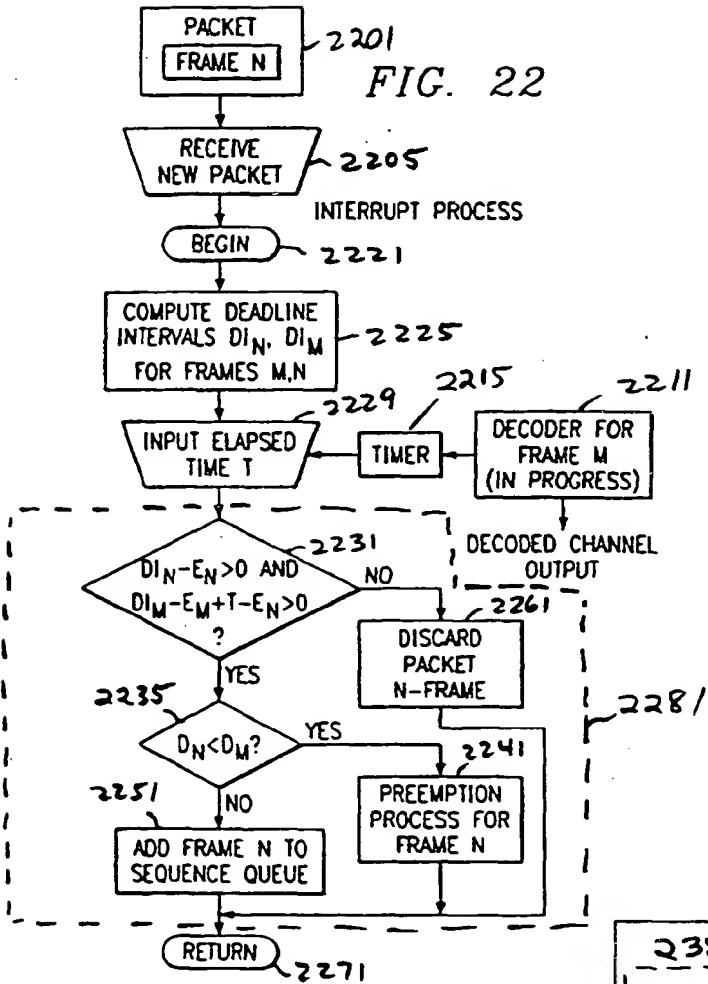 PACKET
FRAME N
2201
FIG. 22
RECEIVE
NEW PACKET
2205
INTERRUPT PROCESS
BEGIN
2221
COMPUTE DEADLINE
INTERVALS DI_N, DI_M
FOR FRAMES M,N
2225
2229
INPUT ELAPSED
TIME T
2215
TIMER
2211
DECODER FOR
FRAME M
(IN PROGRESS)
DECODED CHANNEL
OUTPUT
2231
DI_N-E_N>0 AND
DI_M-E_M+T-E_N>0
?
NO
2261
DISCARD
PACKET
N-FRAME
YES
2281
2235
D_N<D_M?
YES
2241
PREEMPTION
PROCESS FOR
FRAME N
NO
2251
ADD FRAME N TO
SEQUENCE QUEUE
RETURN
2271